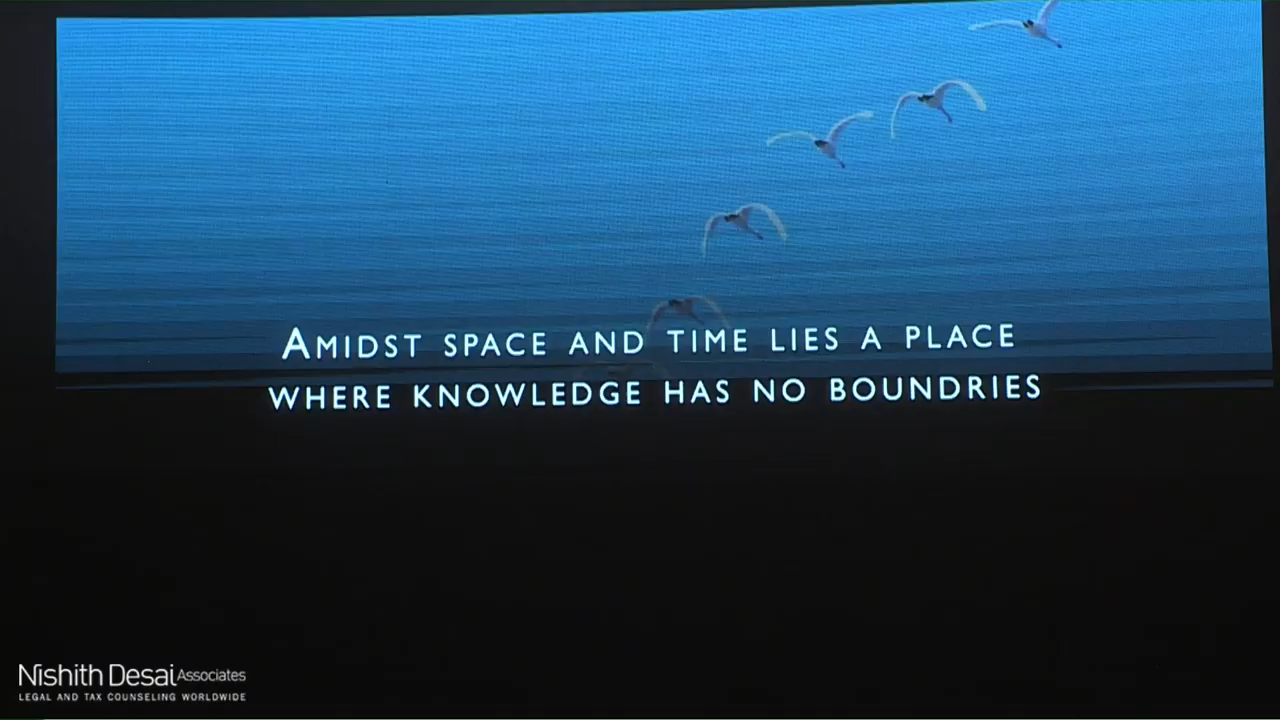 AMIDST SPACE AND TIME LIES A PLACE
WHERE KNOWLEDGE HAS NO BOUNDRIES
Nishith Desai Associates
LEGAL AND TAX COUNSELING WORLDWIDE